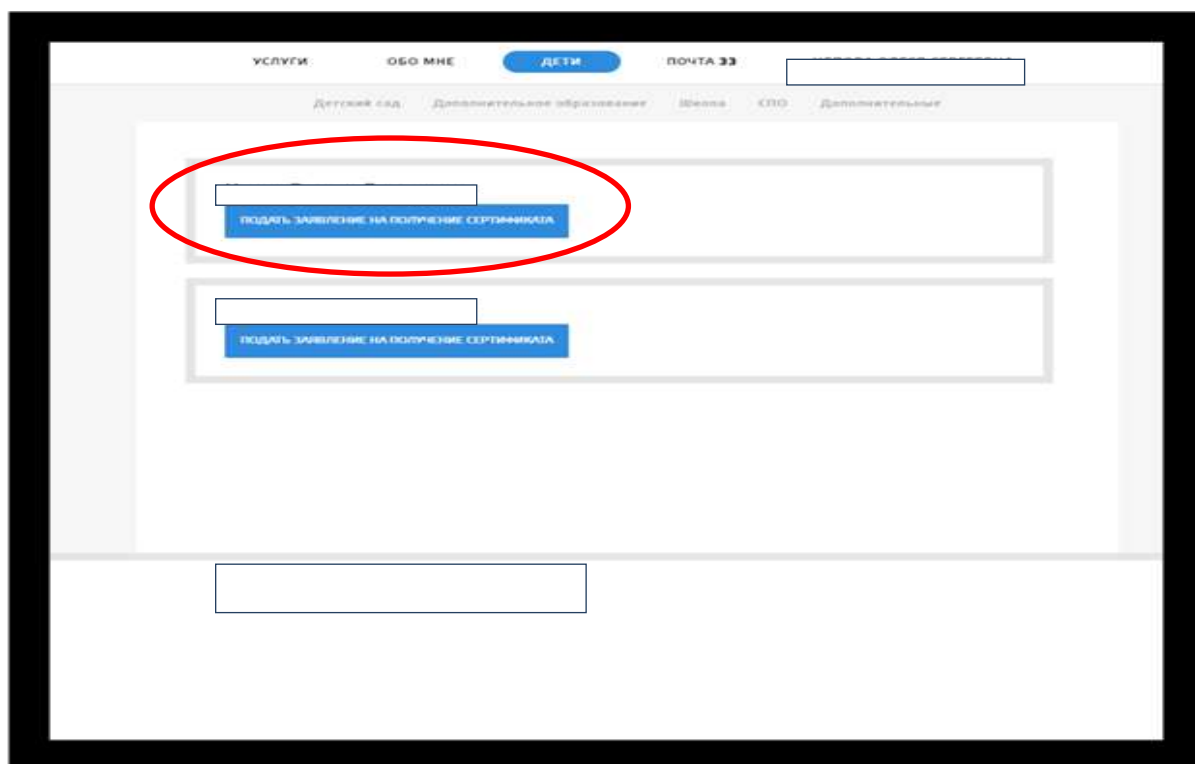 УСЛУГИ ОБО МНЕ ДЕТИ ПОЧТА 33
Детский сад Дополнительное образование Школа СПО Дополнительные
ПОДАТЬ ЗАЯВЛЕНИЕ НА ПОЛУЧЕНИЕ СЕРТИФИКАТА
ПОДАТЬ ЗАЯВЛЕНИЕ НА ПОЛУЧЕНИЕ СЕРТИФИКАТА